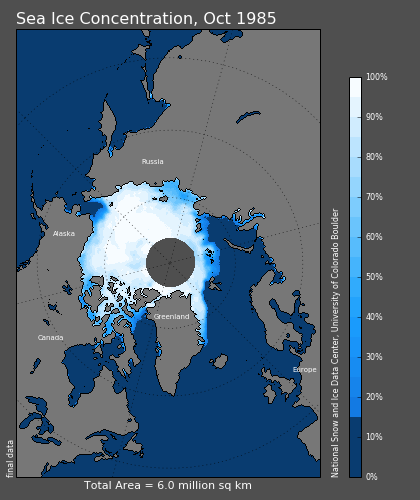 Sea Ice Concentration, Oct 1985
Russia
Alaska
Greenland
Canada
Europe
100%
90%
80%
70%
60%
50%
40%
30%
20%
10%
0%
National Snow and Ice Data Center, University of Colorado Boulder
final data
Total Area = 6.0 million sq km